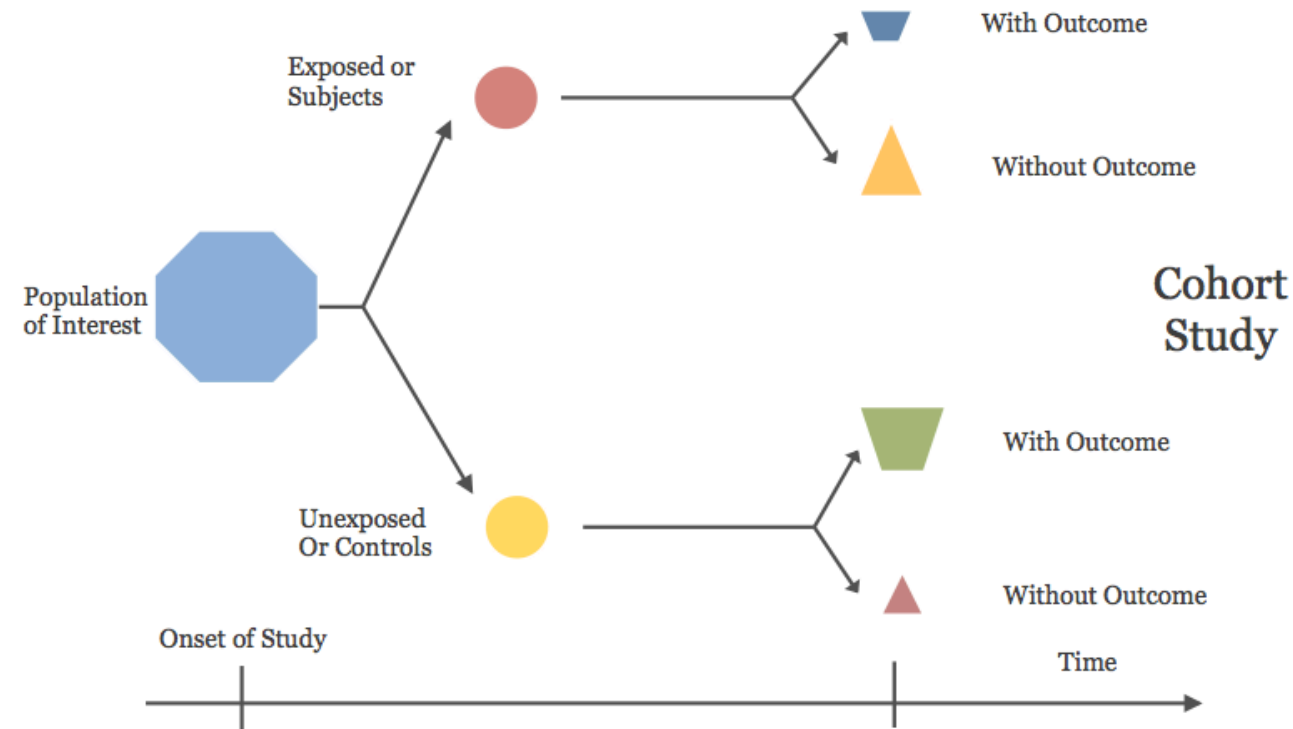 With Outcome
Exposed or
Subjects
Without Outcome
Population
of Interest
Cohort
Study
With Outcome
Unexposed
Or Controls
Without Outcome
Onset of Study
Time